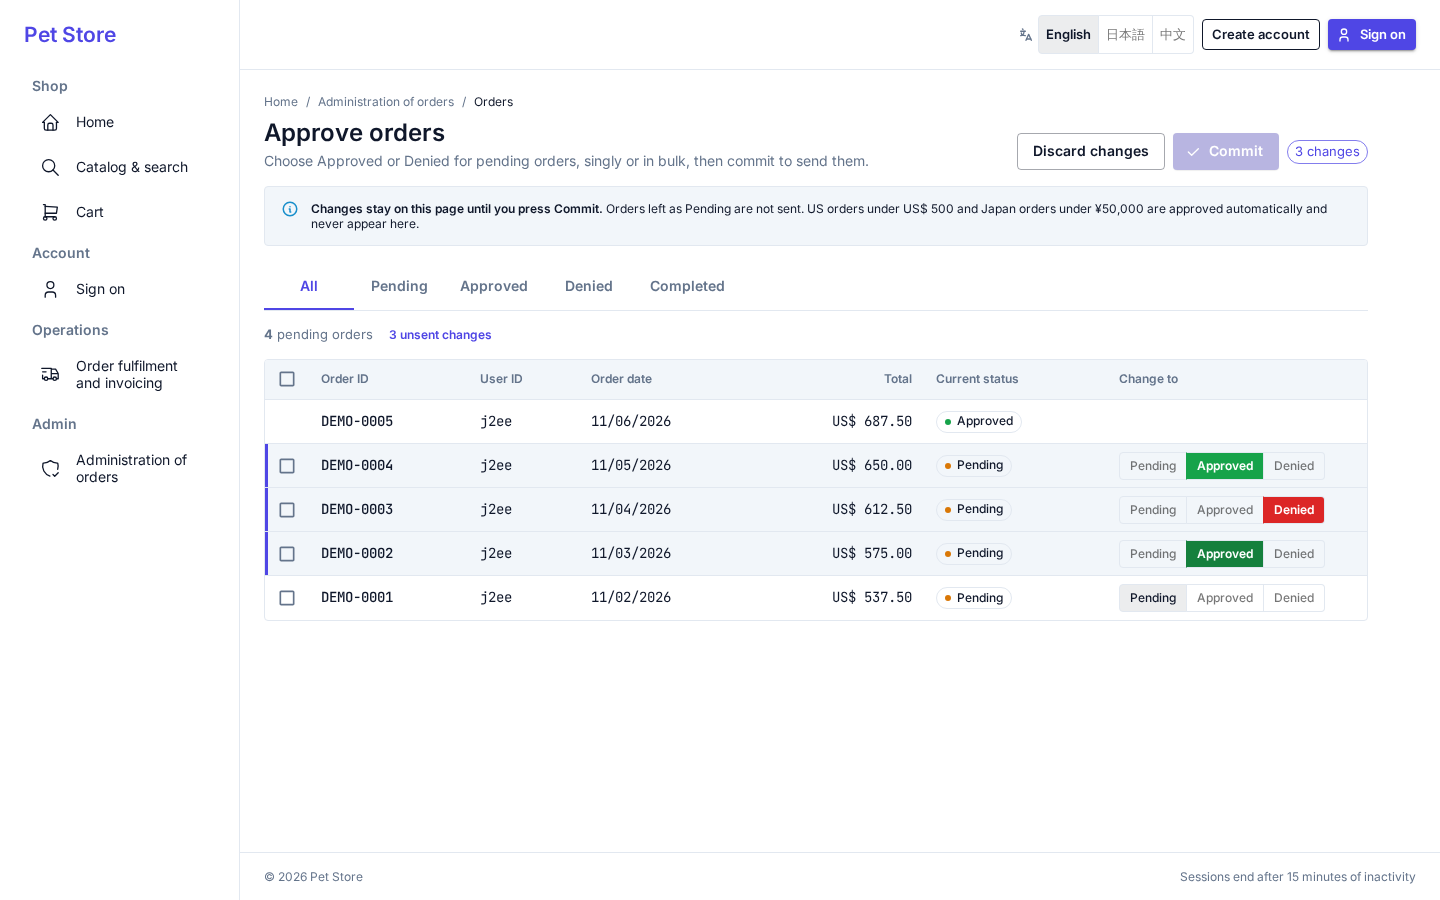 Pet Store
English 日本語 中文 Create account Sign on
Shop
Home
Catalog & search
Cart
Account
Sign on
Operations
Order fulfilment
and invoicing
Admin
Administration of
orders
Home / Administration of orders / Orders
Approve orders
Choose Approved or Denied for pending orders, singly or in bulk, then commit to send them.
Discard changes Commit 3 changes
Changes stay on this page until you press Commit. Orders left as Pending are not sent. US orders under US$ 500 and Japan orders under ¥50,000 are approved automatically and
never appear here.
All Pending Approved Denied Completed
4 pending orders 3 unsent changes
Order ID User ID Order date Total Current status Change to
DEMO-0005 j2ee 11/06/2026 US$ 687.50 Approved
DEMO-0004 j2ee 11/05/2026 US$ 650.00 Pending Pending Approved Denied
DEMO-0003 j2ee 11/04/2026 US$ 612.50 Pending Pending Approved Denied
DEMO-0002 j2ee 11/03/2026 US$ 575.00 Pending Pending Approved Denied
DEMO-0001 j2ee 11/02/2026 US$ 537.50 Pending Pending Approved Denied
© 2026 Pet Store
Sessions end after 15 minutes of inactivity